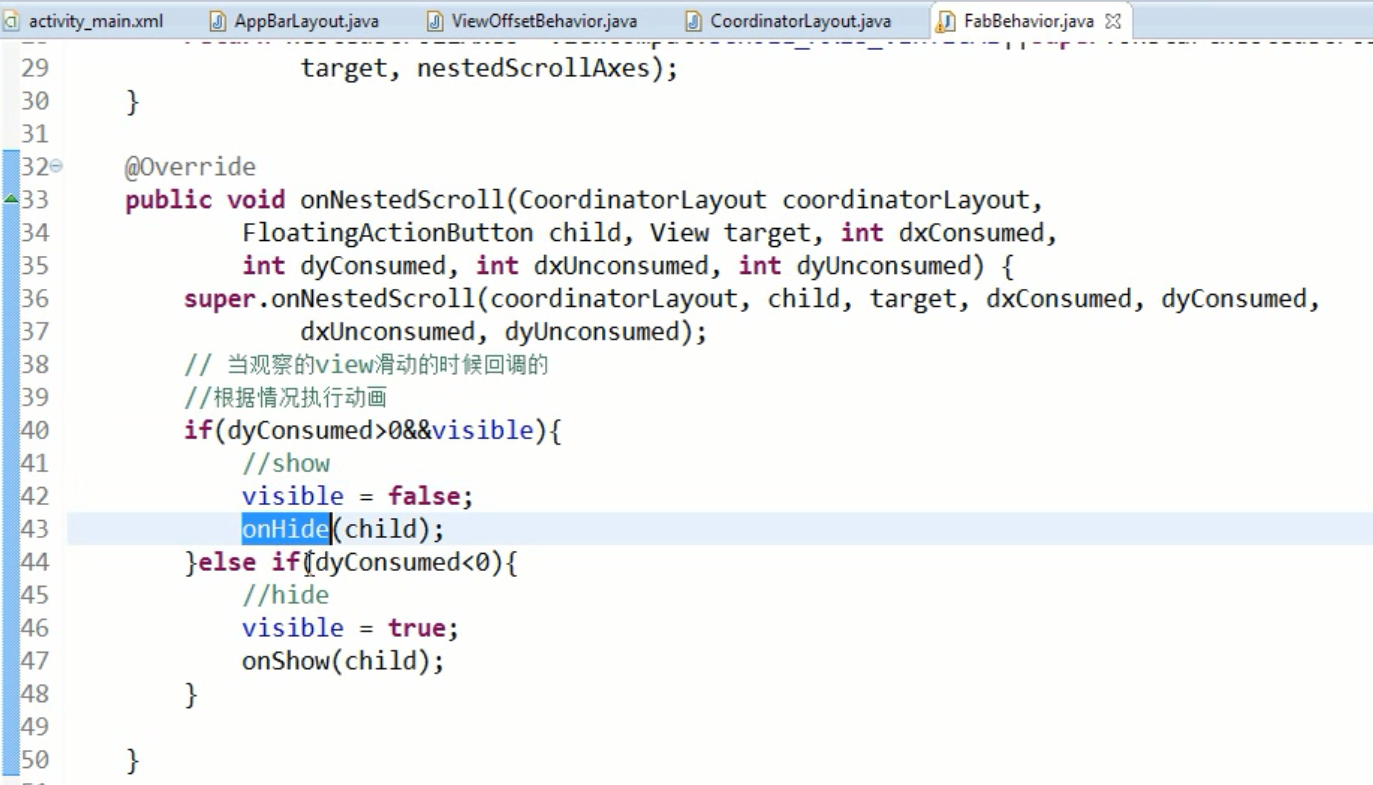 activity_main.xml AppBarLayout.java ViewOffsetBehavior.java CoordinatorLayout.java FabBehavior.java
29 target, nestedScrollAxes);
30 }
31
32 @Override
33 public void onNestedScroll(CoordinatorLayout coordinatorLayout,
34 FloatingActionButton child, View target, int dxConsumed,
35 int dyConsumed, int dxUnconsumed, int dyUnconsumed) {
36 super.onNestedScroll(coordinatorLayout, child, target, dxConsumed, dyConsumed,
37 dxUnconsumed, dyUnconsumed);
38 // 当观察的view滑动的时候回调的
39 //根据情况执行动画
40 if(dyConsumed>0&&visible){
41 //show
42 visible = false;
43 onHide(child);
44 }else if(dyConsumed<0){
45 //hide
46 visible = true;
47 onShow(child);
48 }
49
50 }